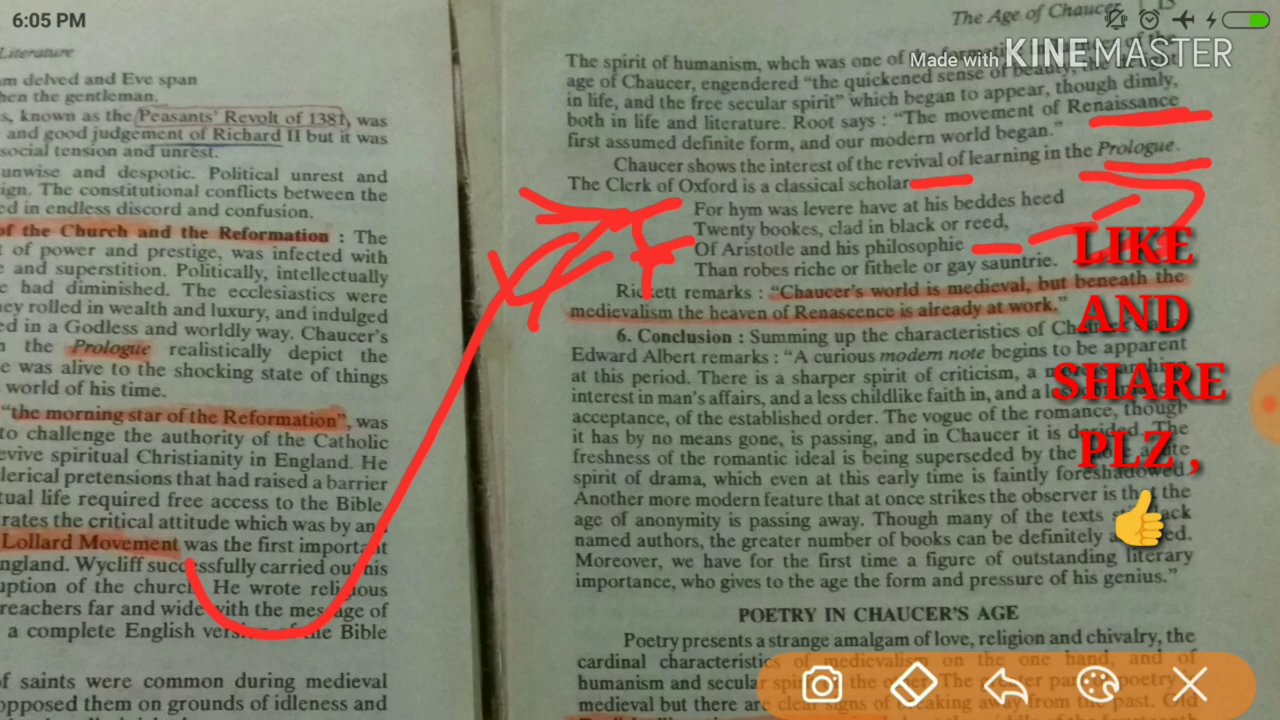 6:05 PM
Made with KINEMASTER
Literature
m delved and Eve span
hen the gentleman.
s, known as the Peasants' Revolt of 1381, was
and good judgement of Richard II but it was
social tension and unrest.
unwise and despotic. Political unrest and
ign. The constitutional conflicts between the
ed in endless discord and confusion.
of the Church and the Reformation : The
t of power and prestige, was infected with
and superstition. Politically, intellectually
e had diminished. The ecclesiastics were
ey rolled in wealth and luxury, and indulged
ed in a Godless and worldly way. Chaucer's
n the Prologue realistically depict the
e was alive to the shocking state of things
world of his time.
"the morning star of the Reformation", was
to challenge the authority of the Catholic
evive spiritual Christianity in England. He
lerical pretensions that had raised a barrier
tual life required free access to the Bible
rates the critical attitude which was by and
Lollard Movement was the first important
ngland. Wycliff successfully carried out his
uption of the church. He wrote religious
reachers far and wide with the message of
a complete English version of the Bible
of saints were common during medieval
opposed them on grounds of idleness and
The Age of Chaucer 15
The spirit of humanism, whch was one of the of the
age of Chaucer, engendered "the quickened sense of beauty, the
in life, and the free secular spirit" which began to appear, though dimly,
both in life and literature. Root says : "The movement of Renaissance
first assumed definite form, and our modern world began."
Chaucer shows the interest of the revival of learning in the Prologue.
The Clerk of Oxford is a classical scholar
For hym was levere have at his beddes heed
Twenty bookes, clad in black or reed,
Of Aristotle and his philosophie
Than robes riche or fithele or gay sauntrie.
Rickett remarks : "Chaucer's world is medieval, but beneath the
medievalism the heaven of Renascence is already at work."
6. Conclusion : Summing up the characteristics of
Edward Albert remarks : "A curious modem note begins to be apparent
at this period. There is a sharper spirit of criticism, a
interest in man's affairs, and a less childlike faith in, and a
acceptance, of the established order. The vogue of the romance, though
it has by no means gone, is passing, and in Chaucer it is The
freshness of the romantic ideal is being superseded by the
spirit of drama, which even at this early time is faintly foreshadowed.
Another more modern feature that at once strikes the observer is that the
age of anonymity is passing away. Though many of the texts lack
named authors, the greater number of books can be definitely
Moreover, we have for the first time a figure of outstanding literary
importance, who gives to the age the form and pressure of his genius."
POETRY IN CHAUCER'S AGE
Poetry presents a strange amalgam of love, religion and chivalry, the
cardinal characteristics of medievalism on the one hand, and of
humanism and secular
medieval but there are clear signs of breaking away from the past. Old
LIKE
AND
SHARE
PLZ ,